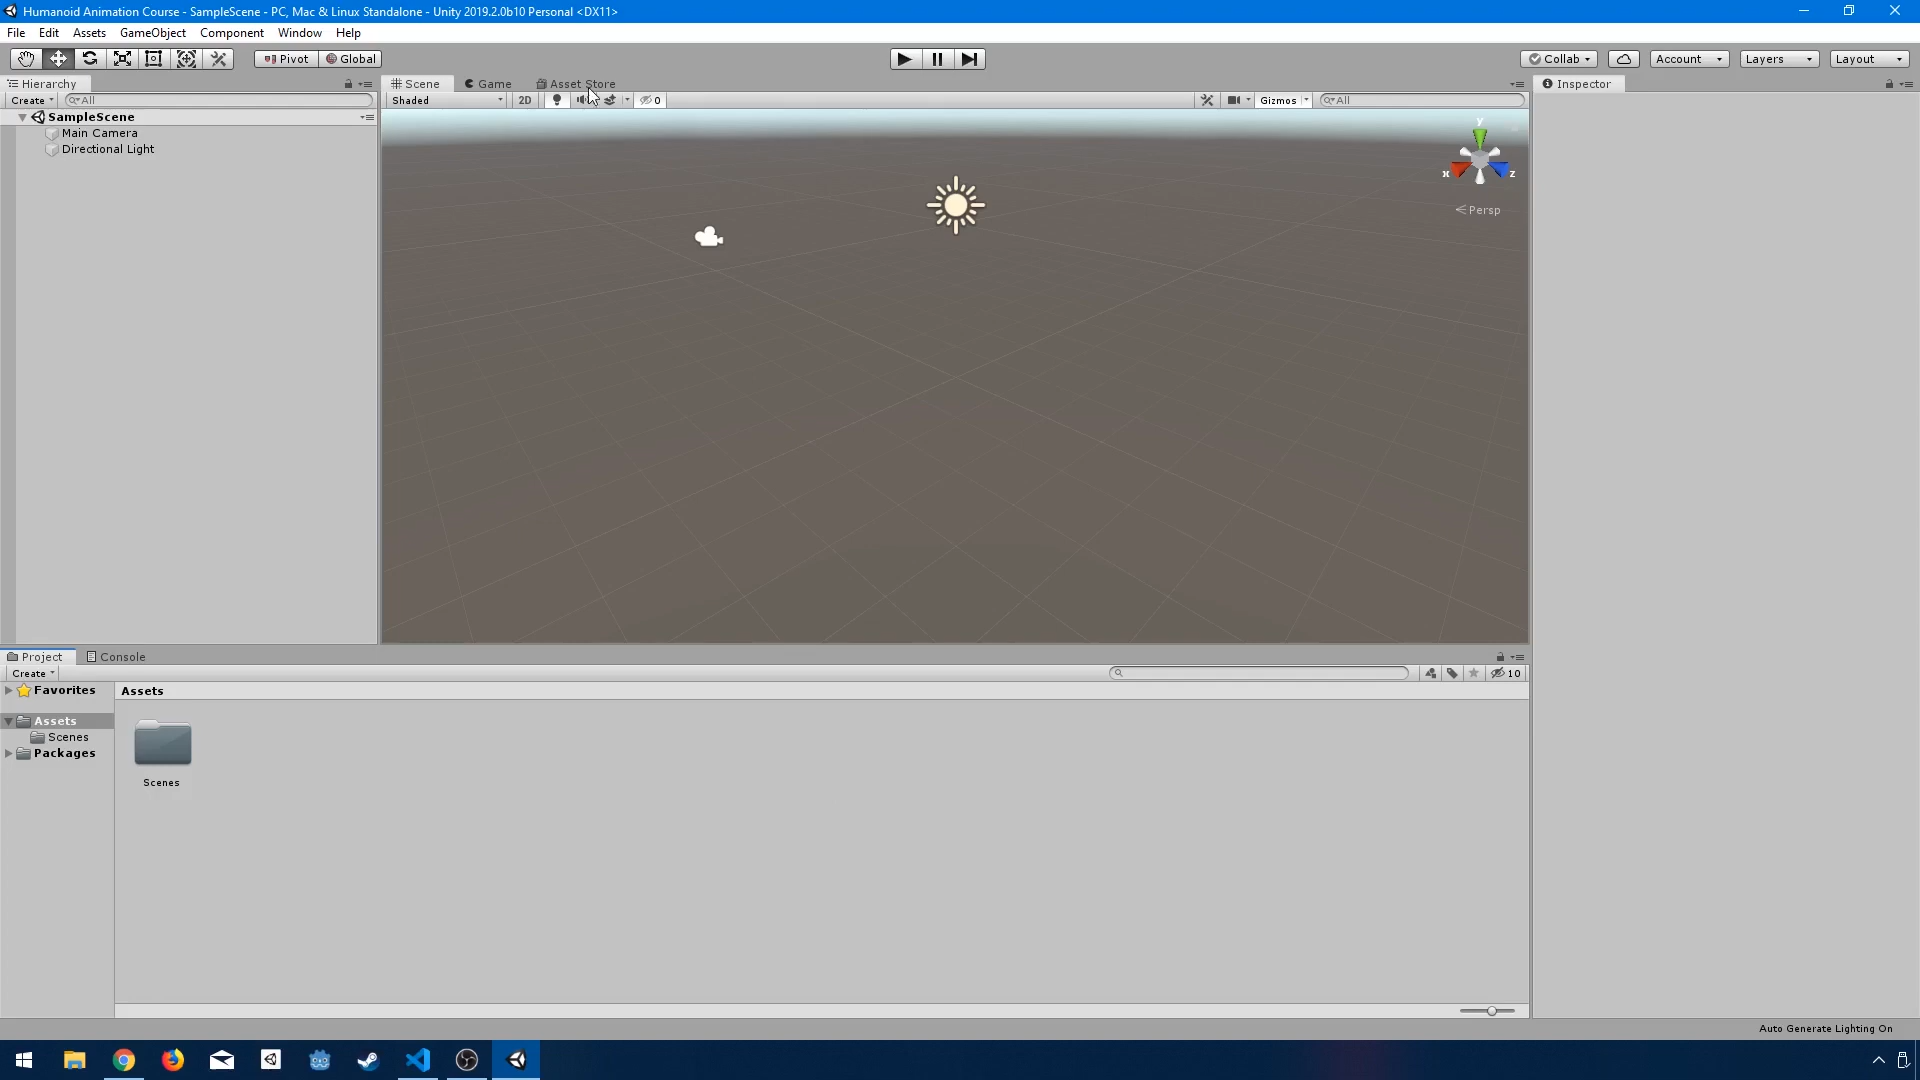 Humanoid Animation Course - SampleScene - PC, Mac & Linux Standalone - Unity 2019.2.0b10 Personal <DX11>
File Edit Assets GameObject Component Window Help
Pivot Global Collab Account Layers Layout
Hierarchy Scene Game Asset Store Inspector
Create All Shaded 2D 0 Gizmos All
SampleScene
Main Camera
Directional Light
y
x z
Persp
Project Console
Create 10
Favorites Assets
Assets
Scenes
Packages
Scenes
Auto Generate Lighting On